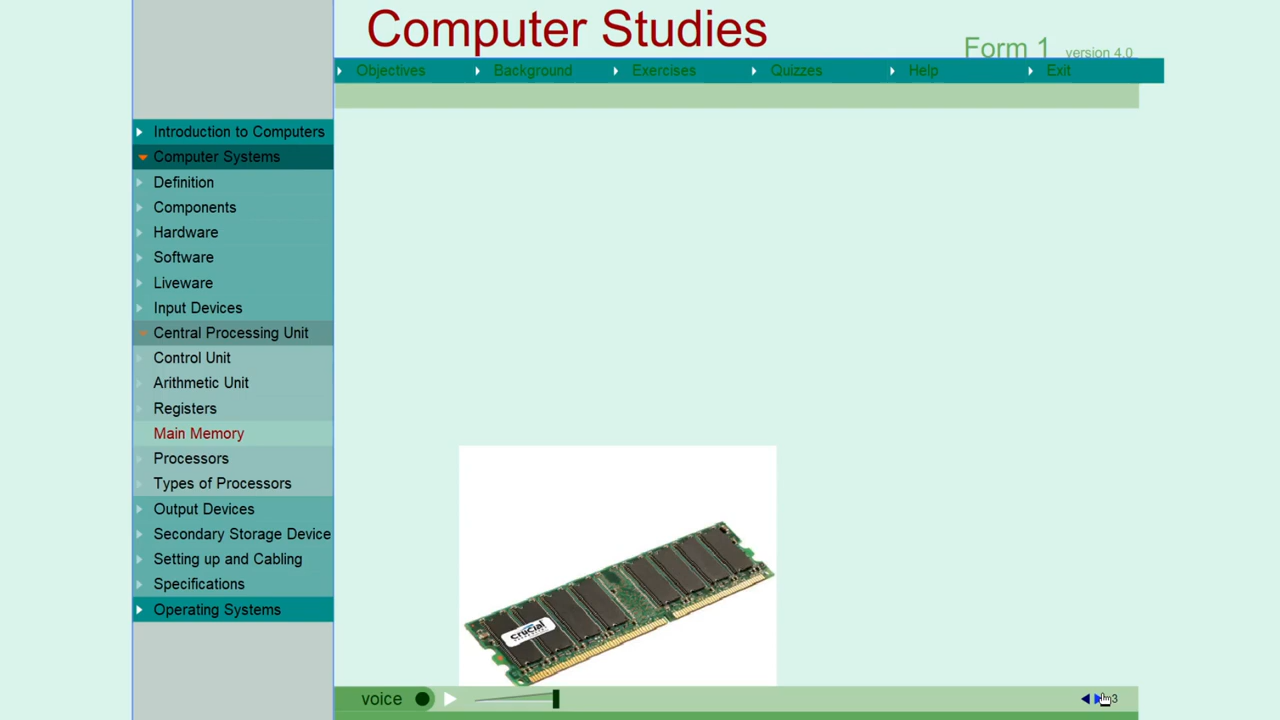 Computer Studies
Form 1 version 4.0
Objectives
Background
Exercises
Quizzes
Help
Exit
Introduction to Computers
Computer Systems
Definition
Components
Hardware
Software
Liveware
Input Devices
Central Processing Unit
Control Unit
Arithmetic Unit
Registers
Main Memory
Processors
Types of Processors
Output Devices
Secondary Storage Device
Setting up and Cabling
Specifications
Operating Systems
crucial
voice
3